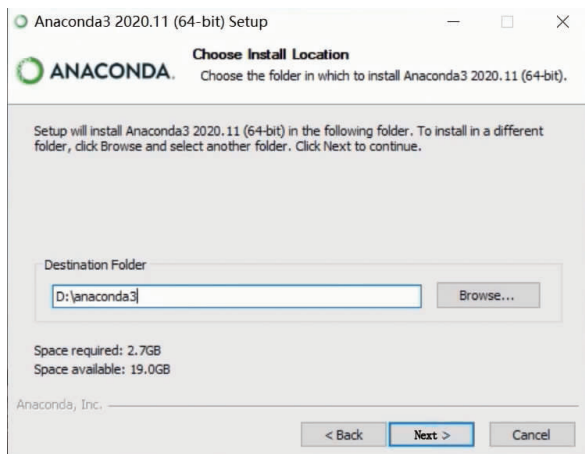 Anaconda3 2020.11 (64-bit) Setup
Choose Install Location
ANACONDA.
Choose the folder in which to install Anaconda3 2020.11 (64-bit).
Setup will install Anaconda3 2020.11 (64-bit) in the following folder. To install in a different
folder, click Browse and select another folder. Click Next to continue.
Destination Folder
D:\anaconda3
Browse...
Space required: 2.7GB
Space available: 19.0GB
Anaconda, Inc.
< Back
Next >
Cancel